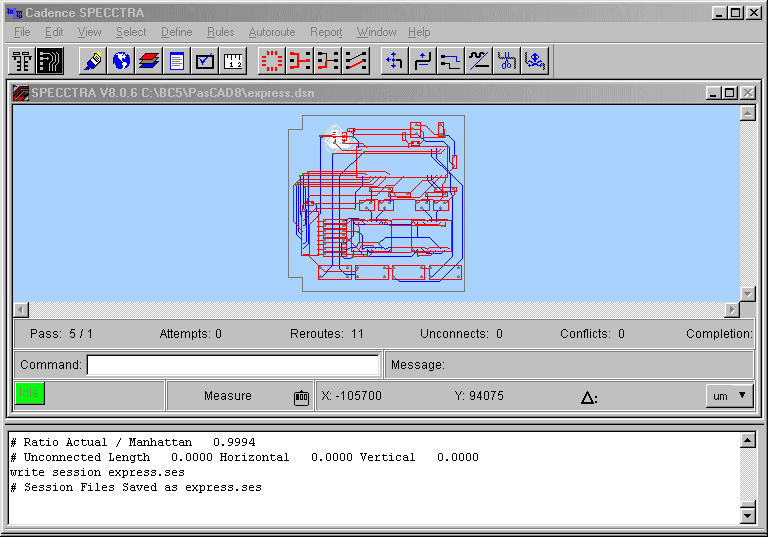 Cadence SPECCTRA
File Edit View Select Define Rules Autoroute Report Window Help
1 2
SPECCTRA V8.0.6 C:\BC5\PasCAD8\express.dsn
Pass: 5 / 1 Attempts: 0 Reroutes: 11 Unconnects: 0 Conflicts: 0 Completion:
Command: Message:
Idle Measure X: -105700 Y: 94075 Δ: um
# Ratio Actual / Manhattan 0.9994
# Unconnected Length 0.0000 Horizontal 0.0000 Vertical 0.0000
write session express.ses
# Session Files Saved as express.ses